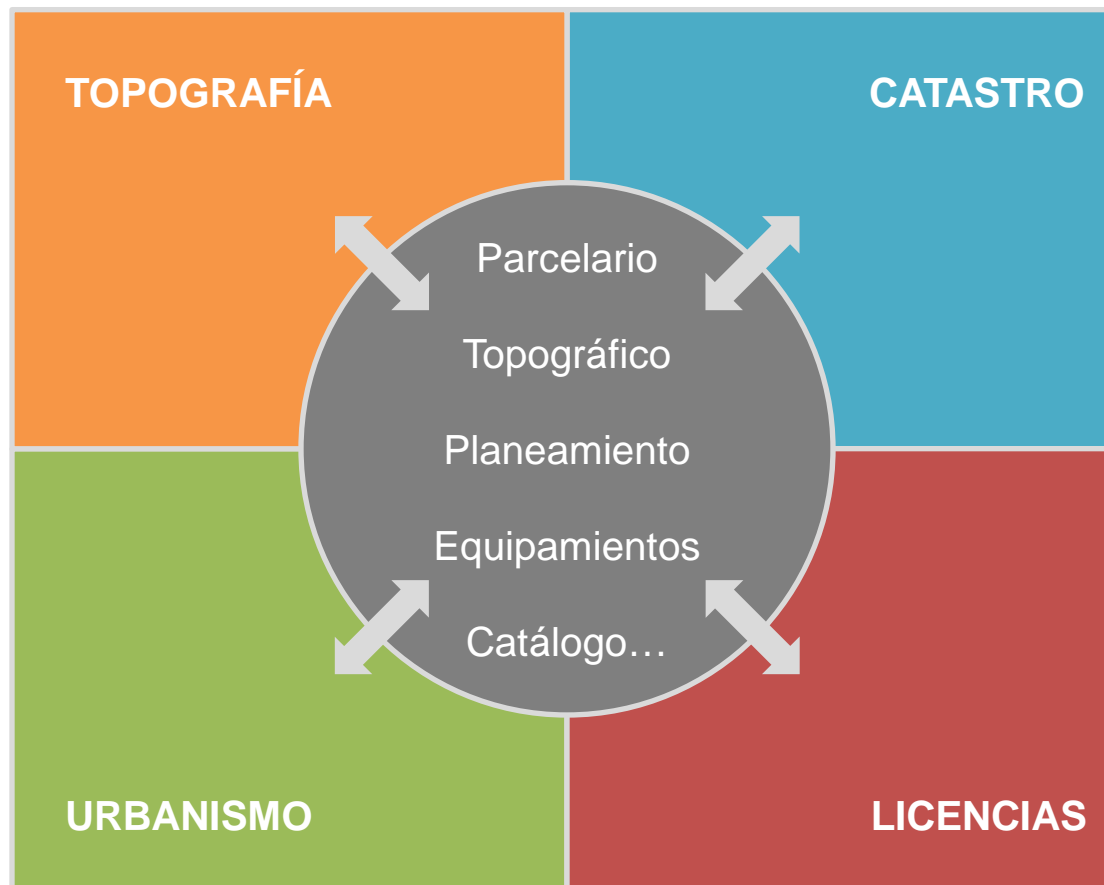 TOPOGRAFÍA
CATASTRO
Parcelario
Topográfico
Planeamiento
Equipamientos
Catálogo…
URBANISMO
LICENCIAS